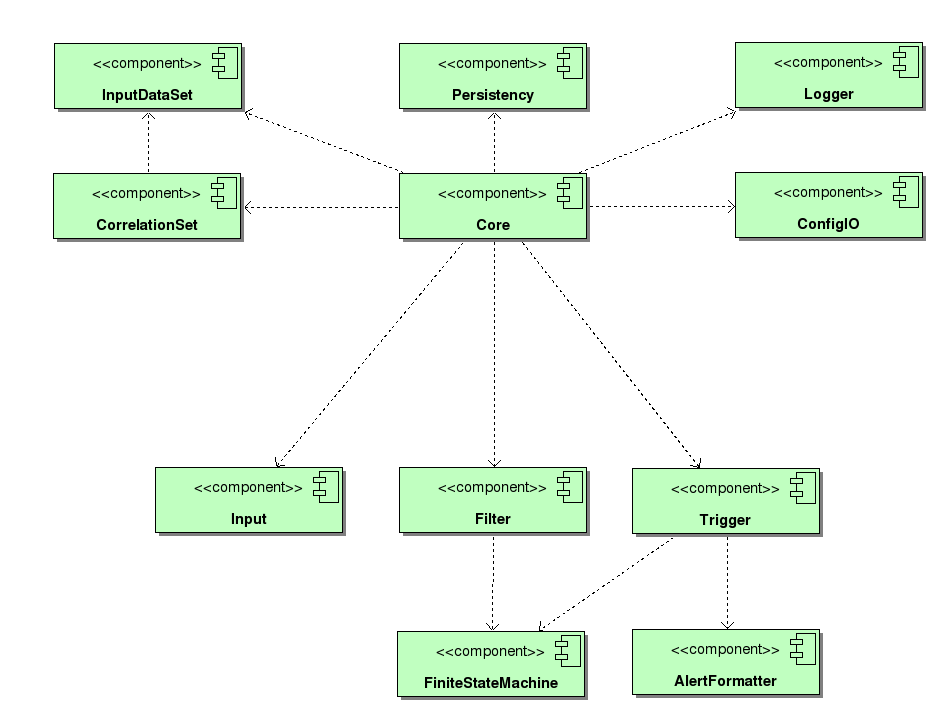 <<component>>
InputDataSet
<<component>>
Persistency
<<component>>
Logger
<<component>>
CorrelationSet
<<component>>
Core
<<component>>
ConfigIO
<<component>>
Input
<<component>>
Filter
<<component>>
Trigger
<<component>>
FiniteStateMachine
<<component>>
AlertFormatter